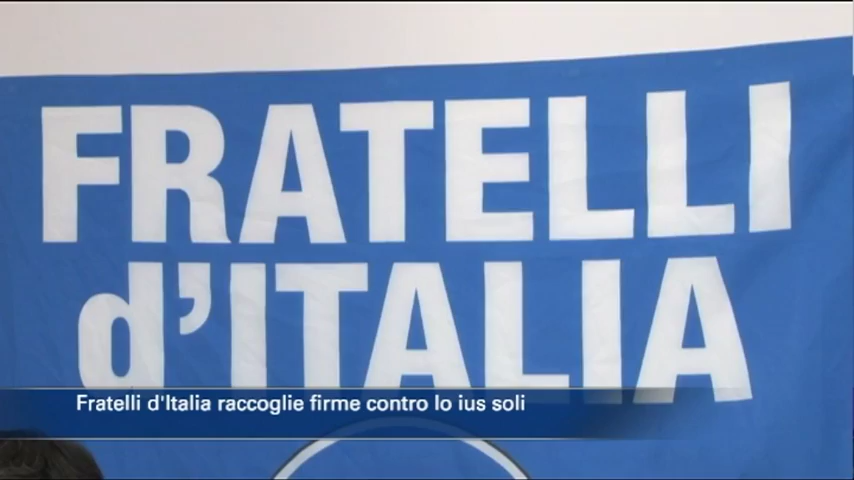 FRATELLI
d'ITALIA
Fratelli d'Italia raccoglie firme contro lo ius soli